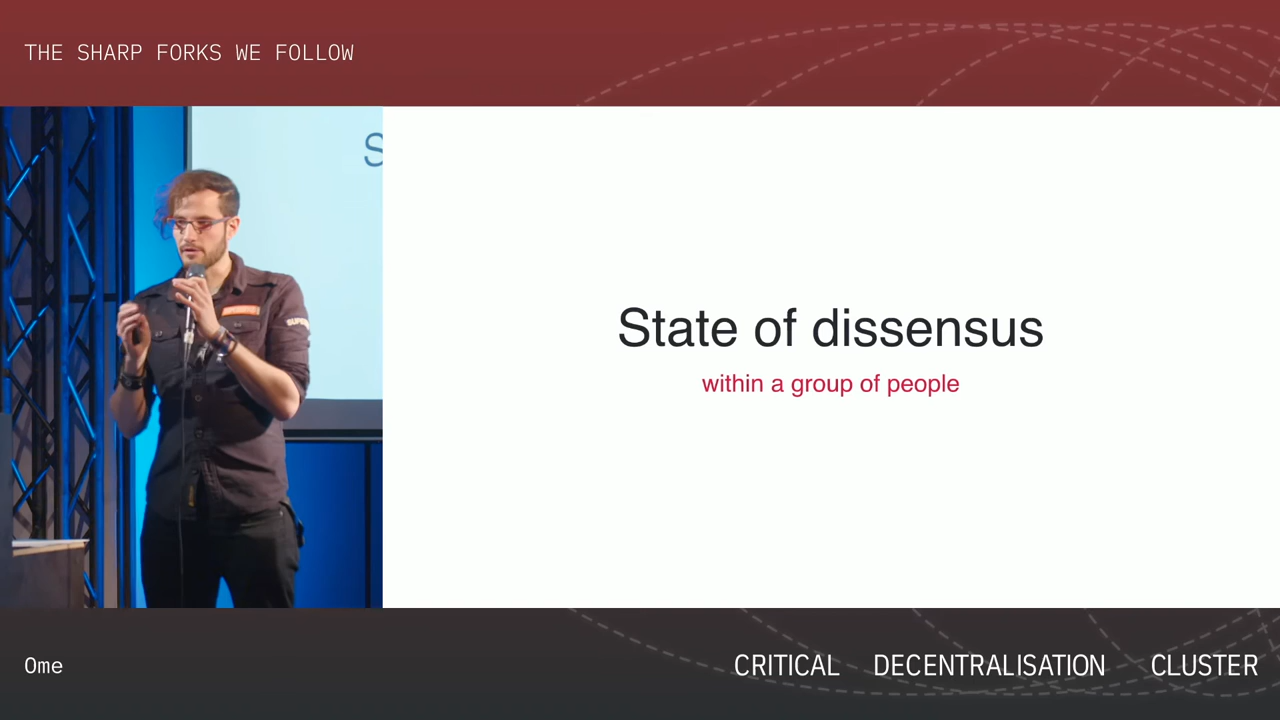 THE SHARP FORKS WE FOLLOW
S
State of dissensus
within a group of people
Ome
CRITICAL DECENTRALISATION CLUSTER